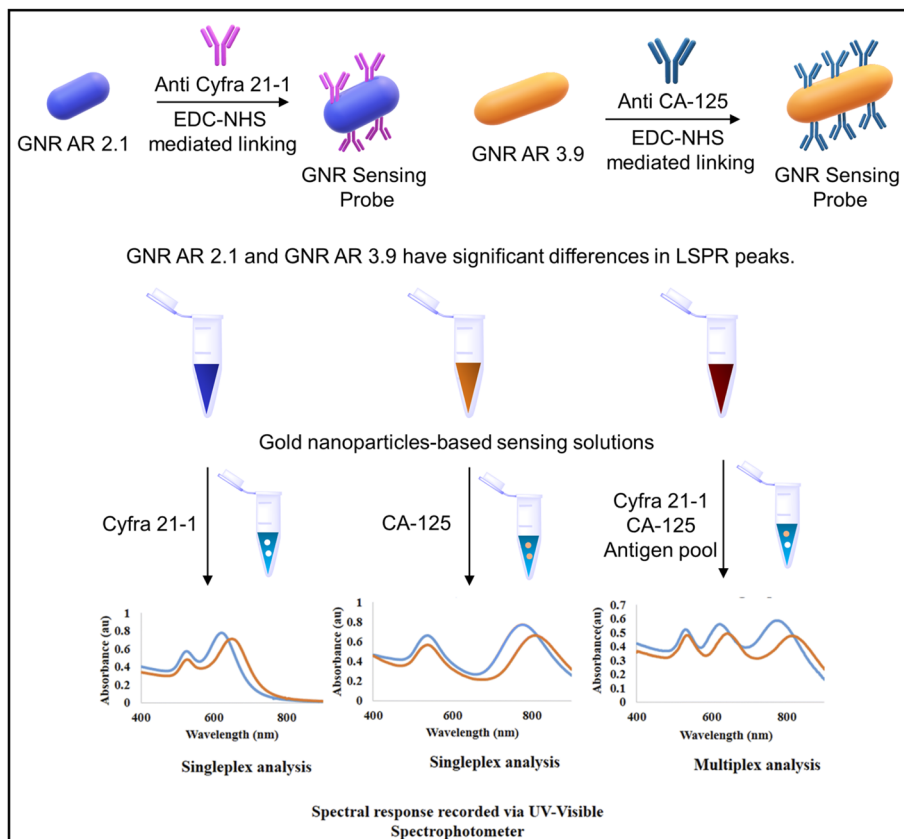 Anti Cyfra 21-1
EDC-NHS
mediated linking
GNR AR 2.1
GNR Sensing
Probe
Anti CA-125
EDC-NHS
mediated linking
GNR AR 3.9
GNR Sensing
Probe
GNR AR 2.1 and GNR AR 3.9 have significant differences in LSPR peaks.
Gold nanoparticles-based sensing solutions
Cyfra 21-1
CA-125
Cyfra 21-1
CA-125
Antigen pool
Absorbance (au)
1
0.8
0.6
0.4
0.2
0
400
600
800
Wavelength (nm)
Singleplex analysis
Absorbance (au)
1
0.8
0.6
0.4
0.2
0
400
600
800
Wavelength (nm)
Singleplex analysis
Absorbance(au)
0.7
0.6
0.5
0.4
0.3
0.2
0.1
0
400
600
800
Wavelength (nm)
Multiplex analysis
Spectral response recorded via UV-Visible
Spectrophotometer